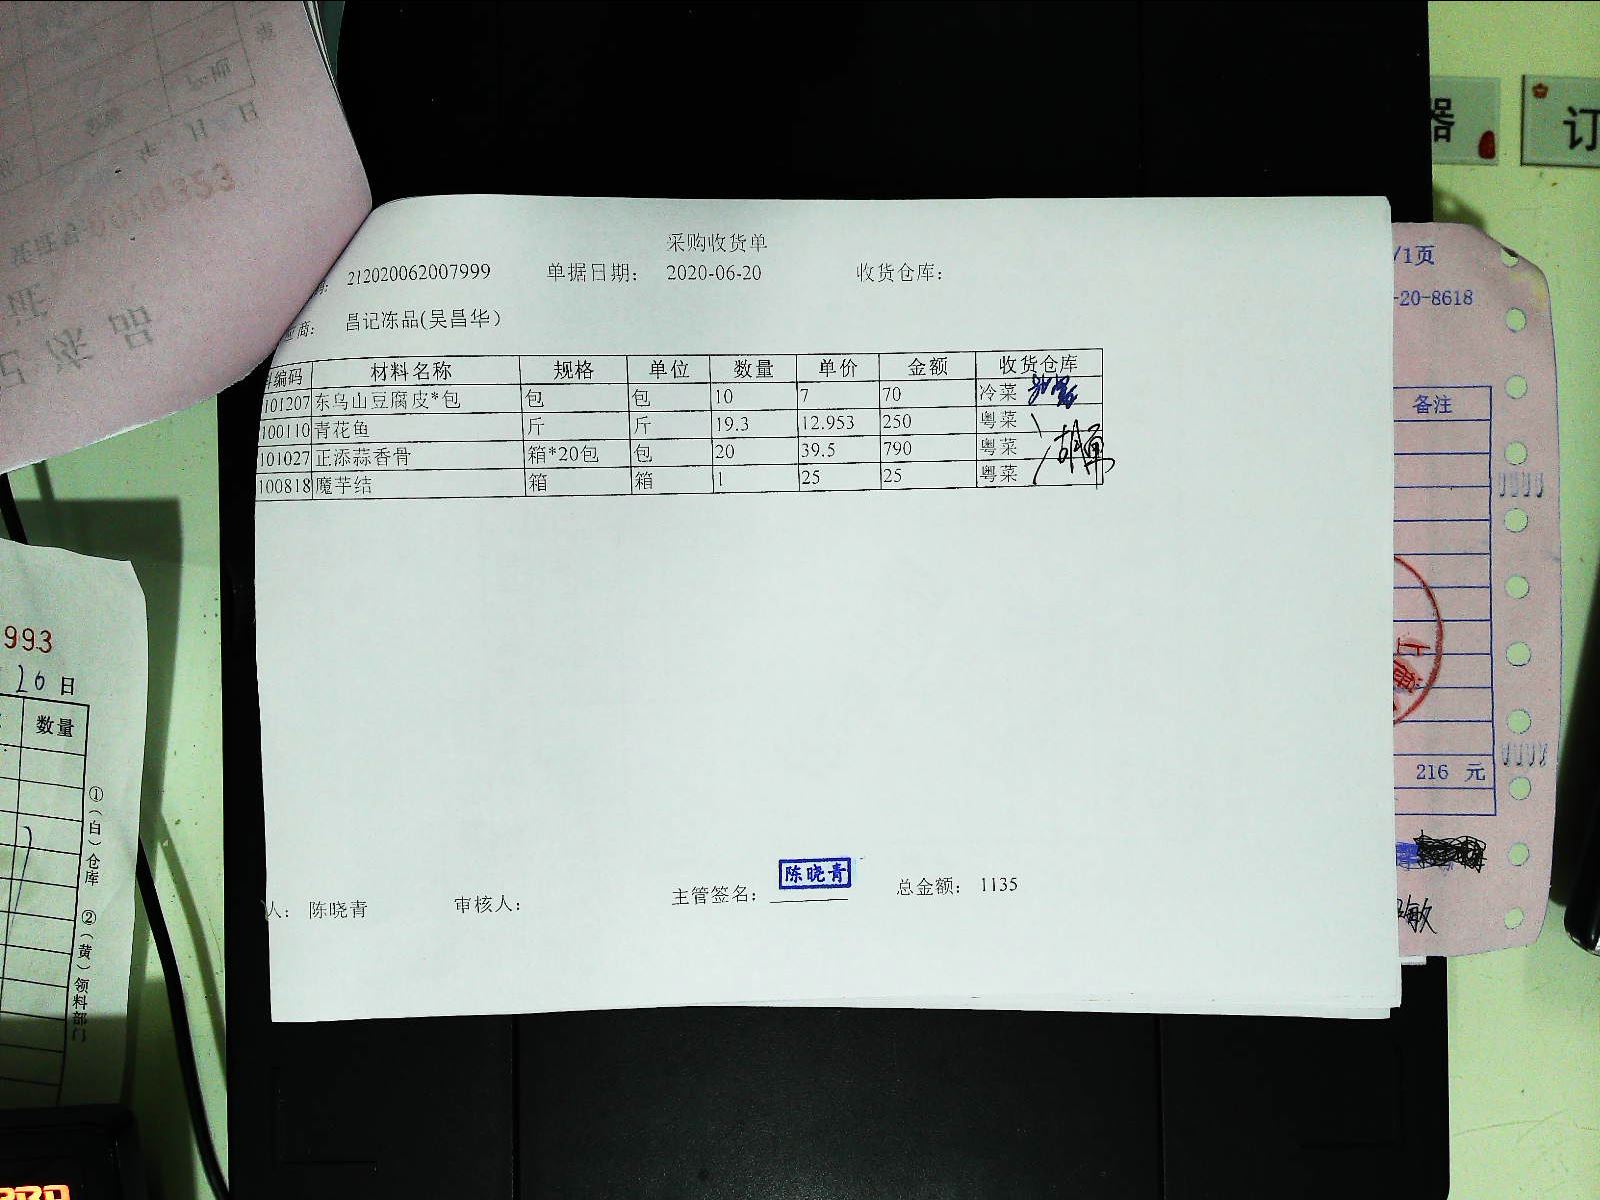 采购收货单
212020062007999 单据日期： 2020-06-20 收货仓库：
商： 昌记冻品(吴昌华）
编码 材料名称 规格 单位 数量 单价 金额 收货仓库
101207 东乌山豆腐皮*包 包 包 10 7 70 冷菜
100110 青花鱼 斤 斤 19.3 12.953 250 粤菜
101027 正添蒜香骨 箱*20包 包 20 39.5 790 粤菜
100818 魔芋结 箱 箱 1 25 25 粤菜
人： 陈晓青 审核人： 主管签名： 陈晓青 总金额： 1135
993
26日
数量
①（白）仓库 ②（黄）领料部门
器
订
/1页
-20-8618
备注
上
216 元
敏